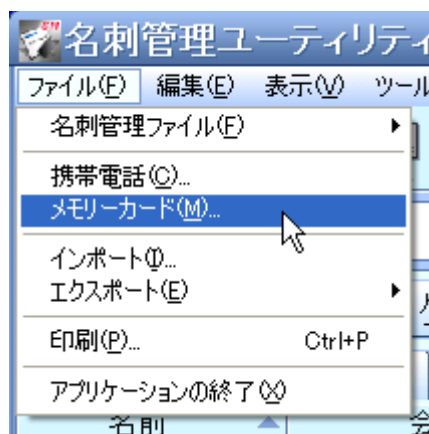 名刺管理ユーティリティ
ファイル(F) 編集(E) 表示(V) ツール
名刺管理ファイル(F)
携帯電話(C)...
メモリーカード(M)...
インポート(I)...
エクスポート(E)
印刷(P)... Ctrl+P
アプリケーションの終了(X)
名前